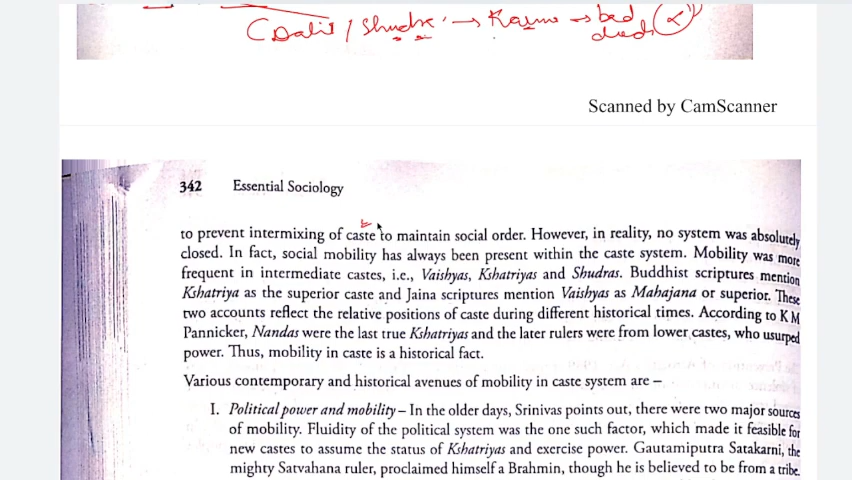 (Dalit / Shudra → Karma → bad
deeds
Scanned by CamScanner
342 Essential Sociology
to prevent intermixing of caste to maintain social order. However, in reality, no system was absolutely
closed. In fact, social mobility has always been present within the caste system. Mobility was more
frequent in intermediate castes, i.e., Vaishyas, Kshatriyas and Shudras. Buddhist scriptures mention
Kshatriya as the superior caste and Jaina scriptures mention Vaishyas as Mahajana or superior. These
two accounts reflect the relative positions of caste during different historical times. According to K M
Pannicker, Nandas were the last true Kshatriyas and the later rulers were from lower castes, who usurped
power. Thus, mobility in caste is a historical fact.
Various contemporary and historical avenues of mobility in caste system are –
I. Political power and mobility – In the older days, Srinivas points out, there were two major sources
of mobility. Fluidity of the political system was the one such factor, which made it feasible for
new castes to assume the status of Kshatriyas and exercise power. Gautamiputra Satakarni, the
mighty Satvahana ruler, proclaimed himself a Brahmin, though he is believed to be from a tribe.